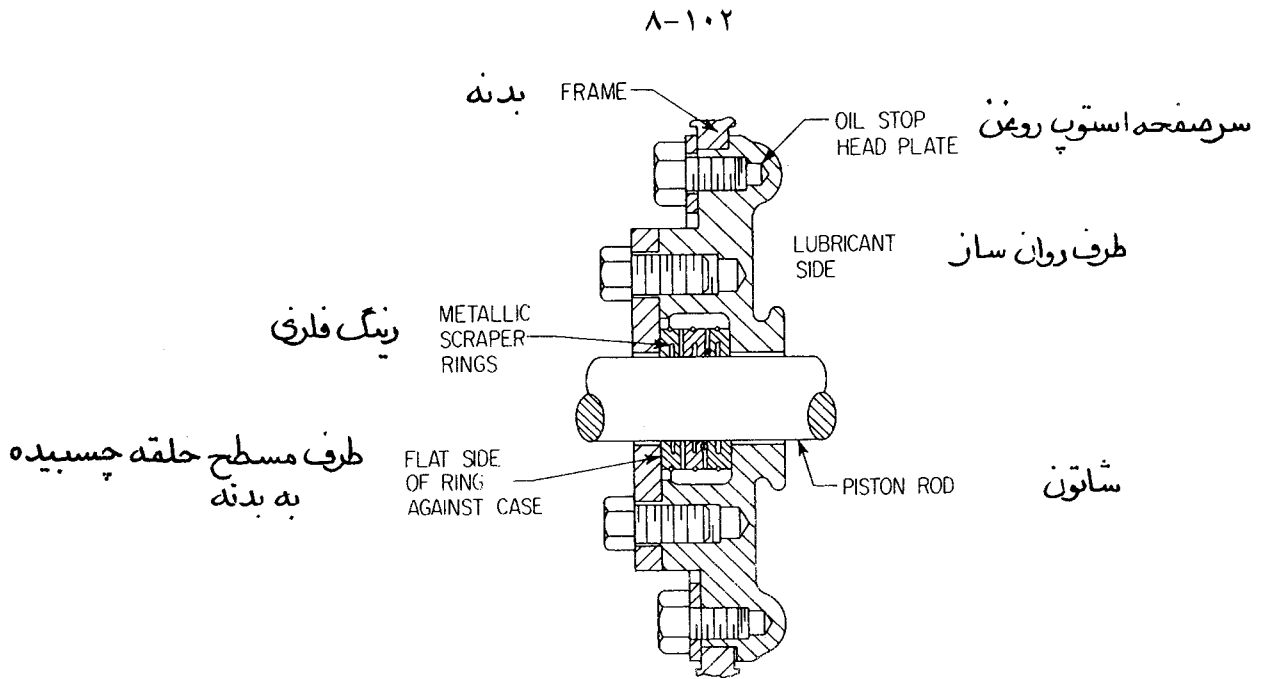 ۸-۱۰۲
بدنه
FRAME
OIL STOP
HEAD PLATE
سرصفحه استوپ روغن
LUBRICANT
SIDE
طرف روان ساز
رینگ فلزی
METALLIC
SCRAPER
RINGS
طرف مسطح حلقه چسبیده
به بدنه
FLAT SIDE
OF RING
AGAINST CASE
PISTON ROD
شاتون